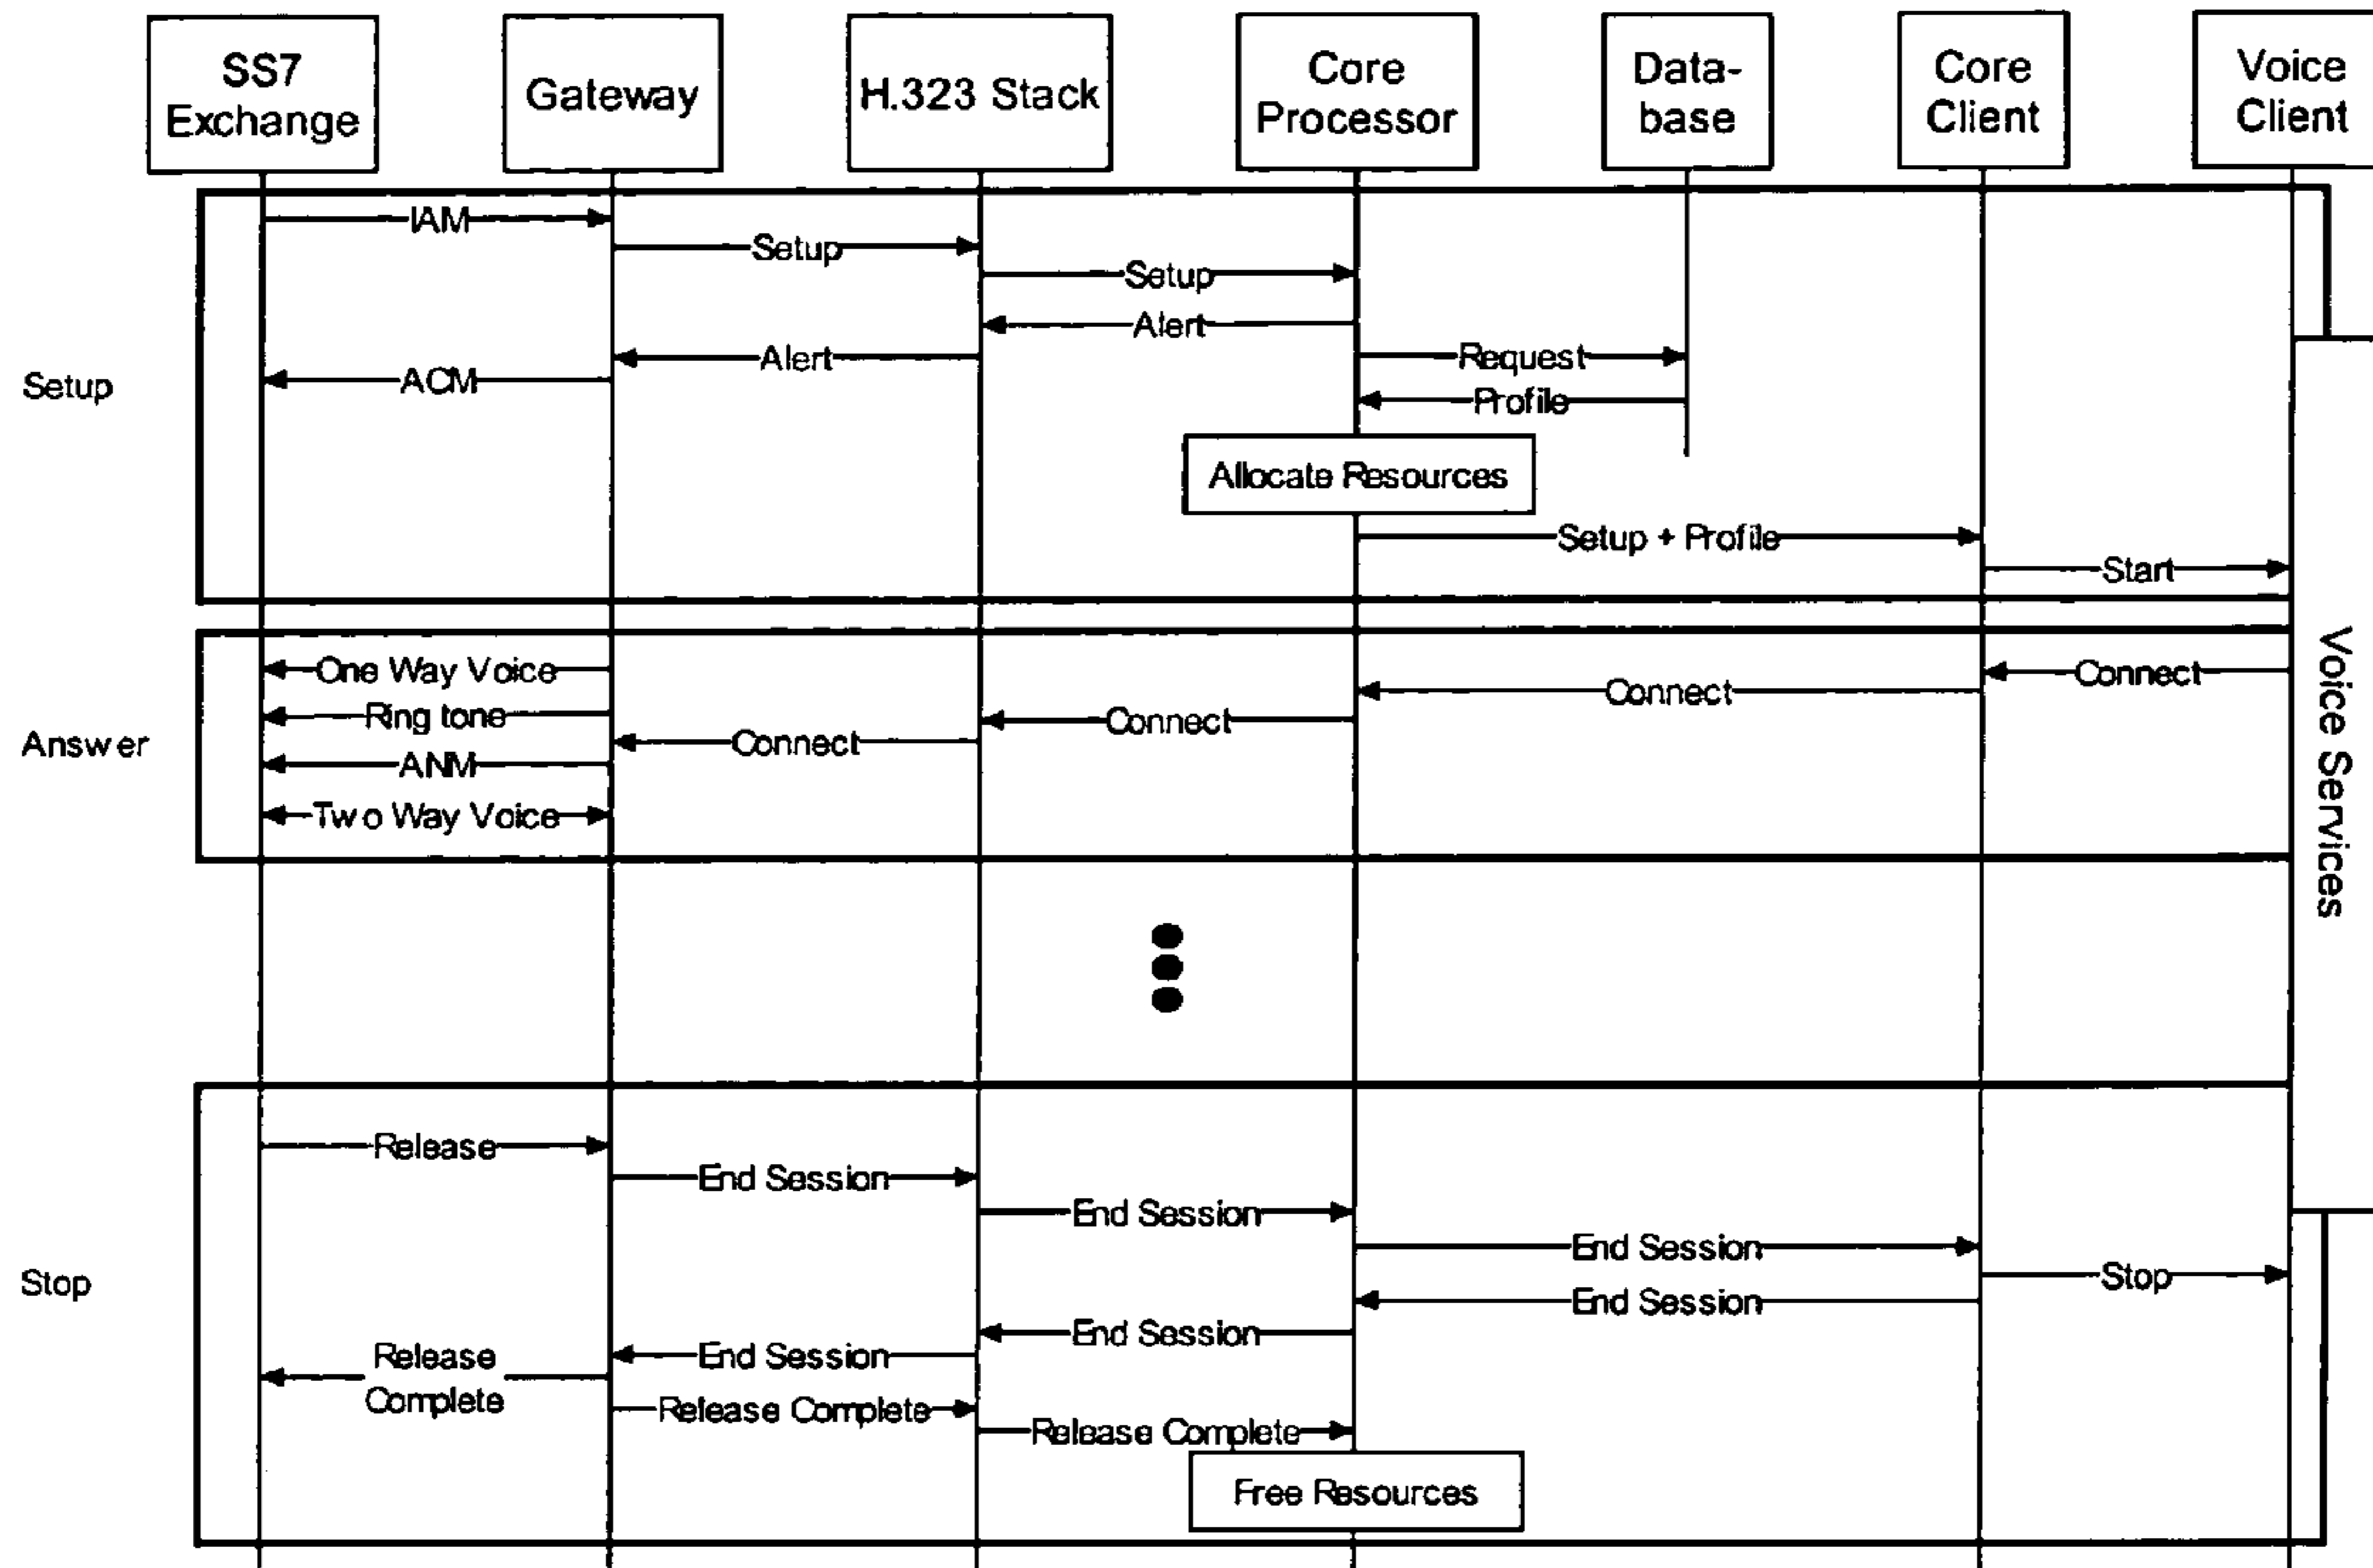 SS7
Exchange
Gateway
H.323 Stack
Core
Processor
Data-
base
Core
Client
Voice
Client
IAM
Setup
Setup
Alert
Alert
Request
ACM
Setup
Profile
Allocate Resources
Setup + Profile
Start
One Way Voice
Connect
Connect
Ring tone
Connect
Connect
Answer
ANM
Two Way Voice
Voice Services
Release
End Session
End Session
End Session
Stop
Stop
End Session
End Session
End Session
Release
Complete
Release Complete
Release Complete
Free Resources